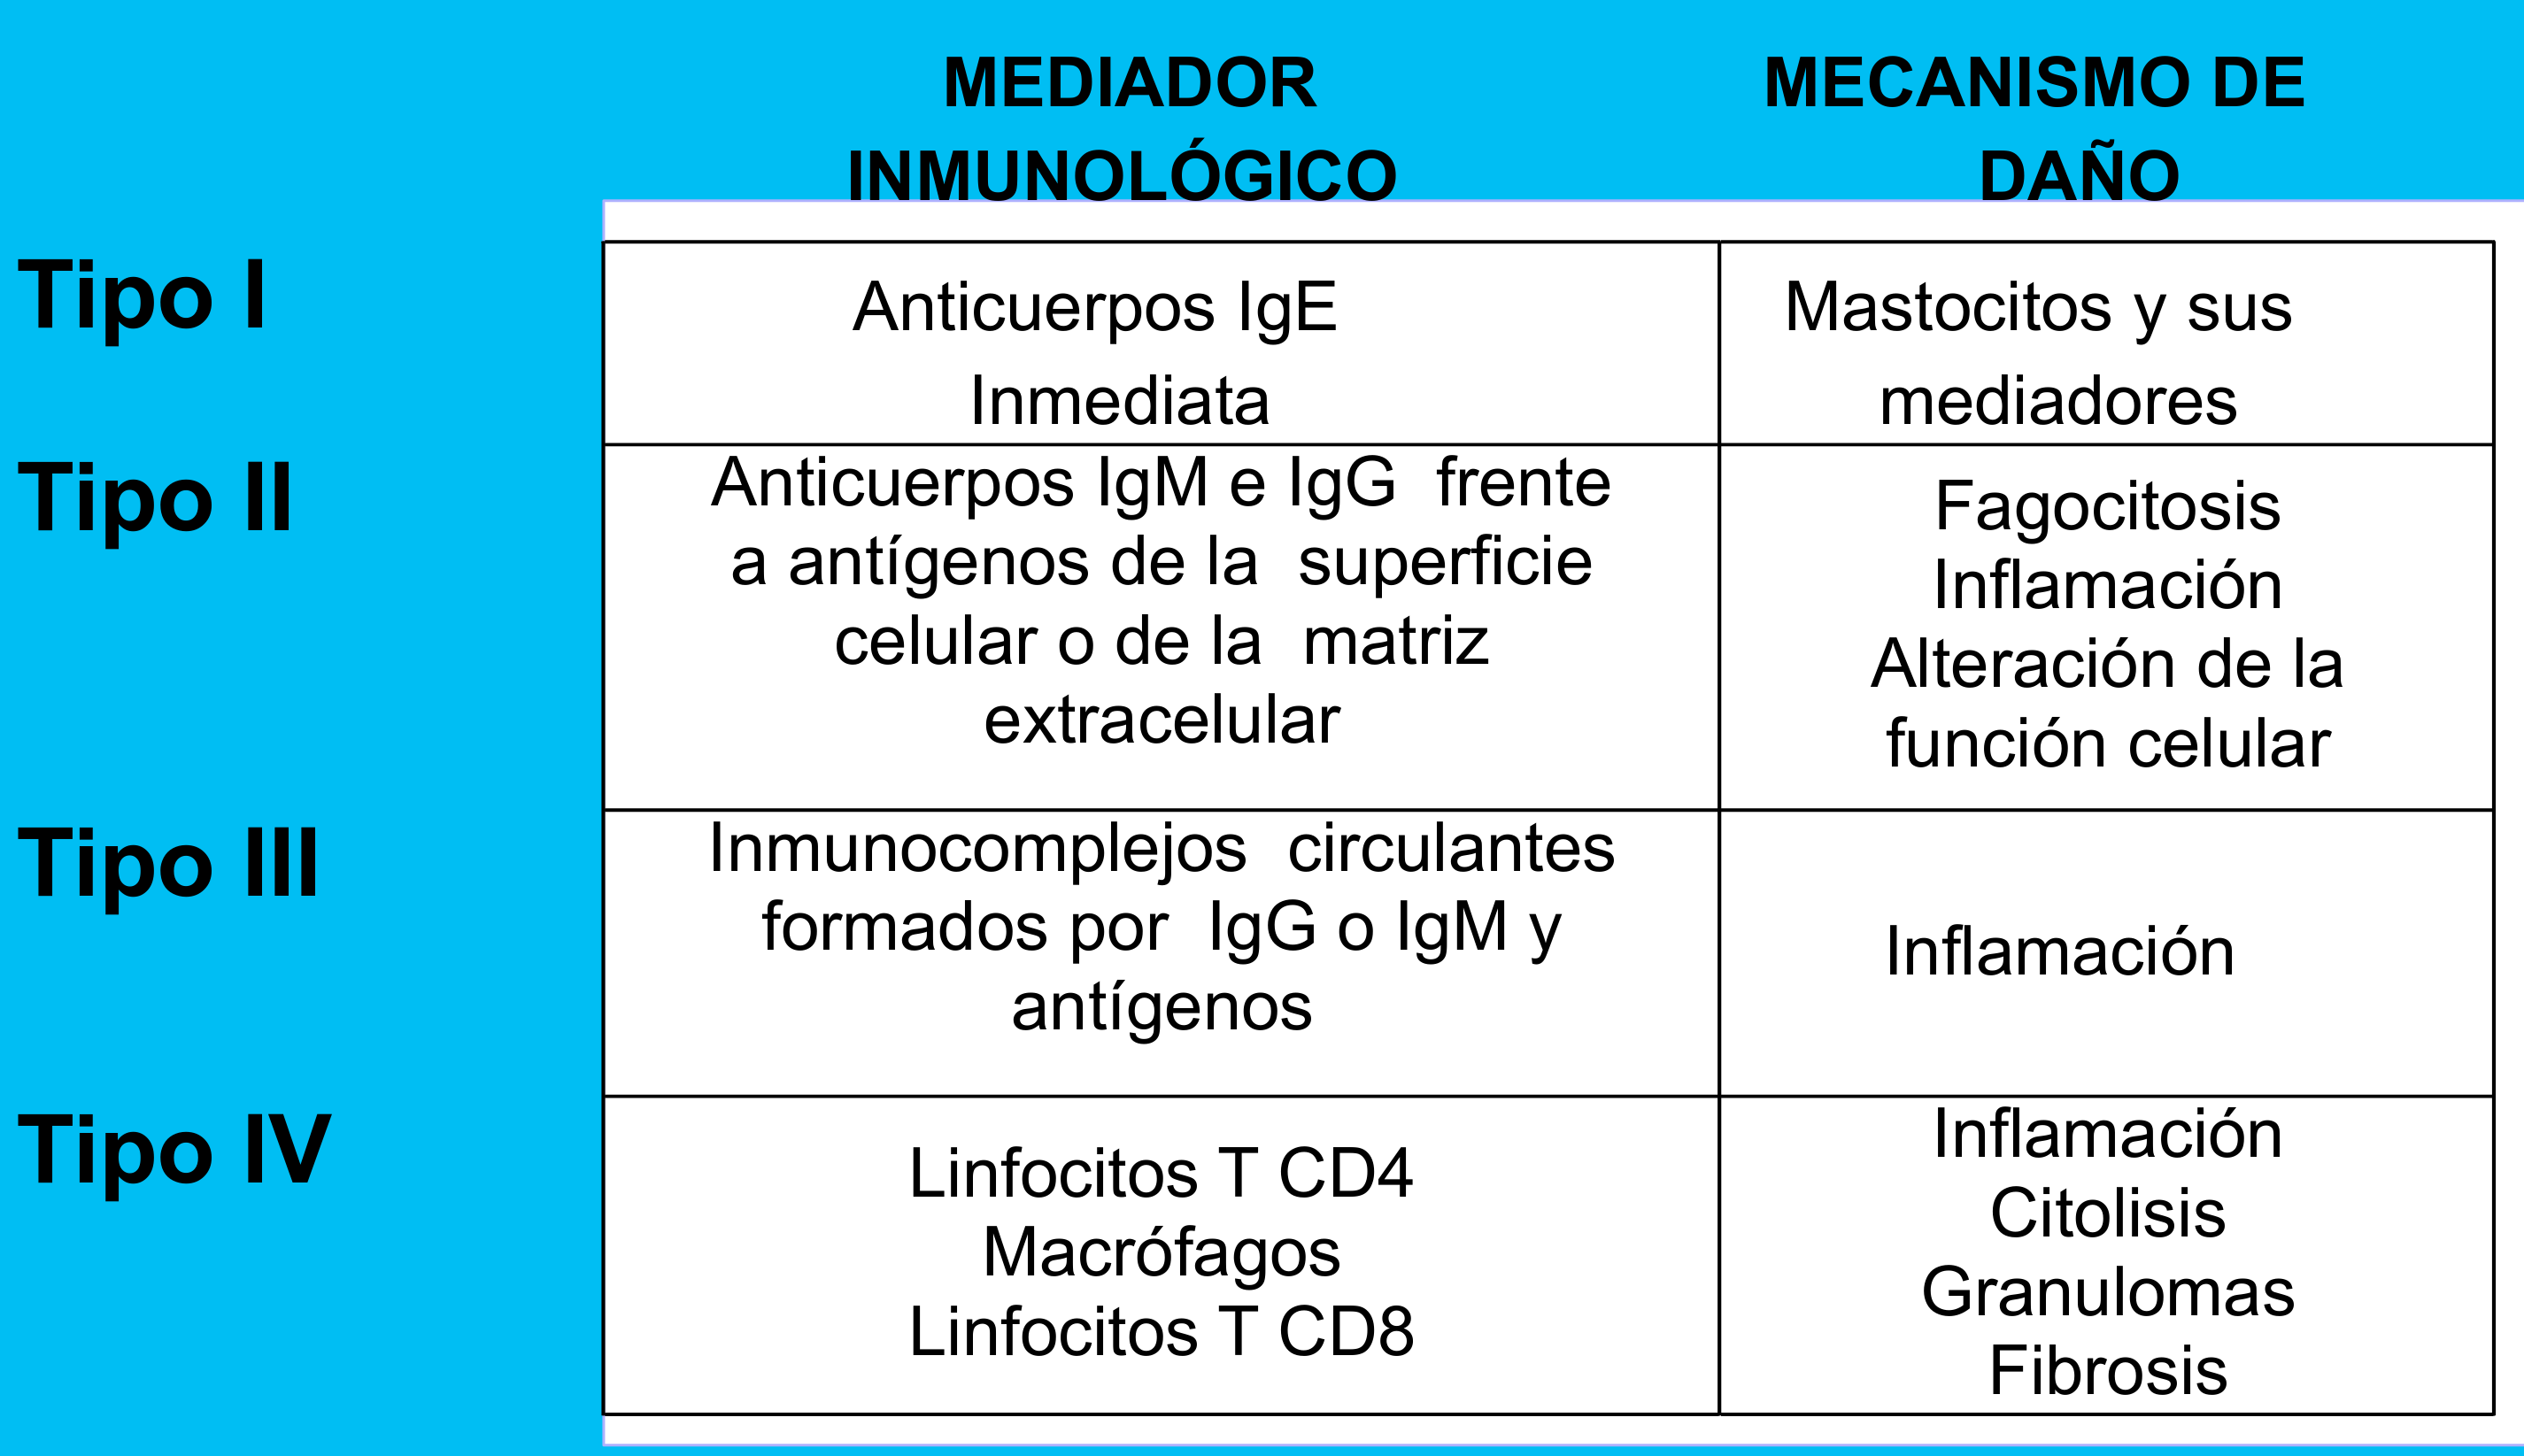 MEDIADOR
INMUNOLÓGICO
MECANISMO DE
DAÑO
Tipo I
Anticuerpos IgE
Inmediata
Mastocitos y sus
mediadores
Tipo II
Anticuerpos IgM e IgG frente
a antígenos de la superficie
celular o de la matriz
extracelular
Fagocitosis
Inflamación
Alteración de la
función celular
Tipo III
Inmunocomplejos circulantes
formados por IgG o IgM y
antígenos
Inflamación
Tipo IV
Linfocitos T CD4
Macrófagos
Linfocitos T CD8
Inflamación
Citolisis
Granulomas
Fibrosis